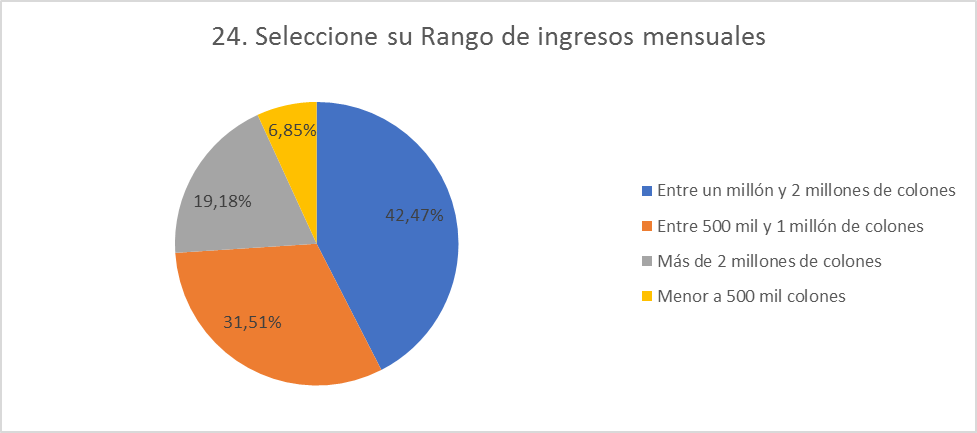 24. Seleccione su Rango de ingresos mensuales
6,85%
19,18%
42,47%
31,51%
Entre un millón y 2 millones de colones
Entre 500 mil y 1 millón de colones
Más de 2 millones de colones
Menor a 500 mil colones